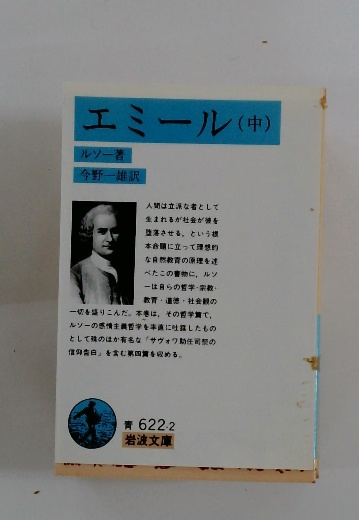 エミール(中)
ルソー著
今野一雄訳
人間は立派な者として
生まれるが社会が彼を
堕落させる，という根
本命題に立って理想的
な自然教育の原理を述
べたこの書物に，ルソ
ーは自らの哲学・宗教・
教育・道徳・社会観の
一切を盛りこんだ．本巻は，その哲学篇で，
ルソーの感情主義哲学を率直に吐露したもの
として殊のほか有名な「サヴォワ助任司祭の
信仰告白」を含む第四篇を収める．
青 622-2
岩波文庫